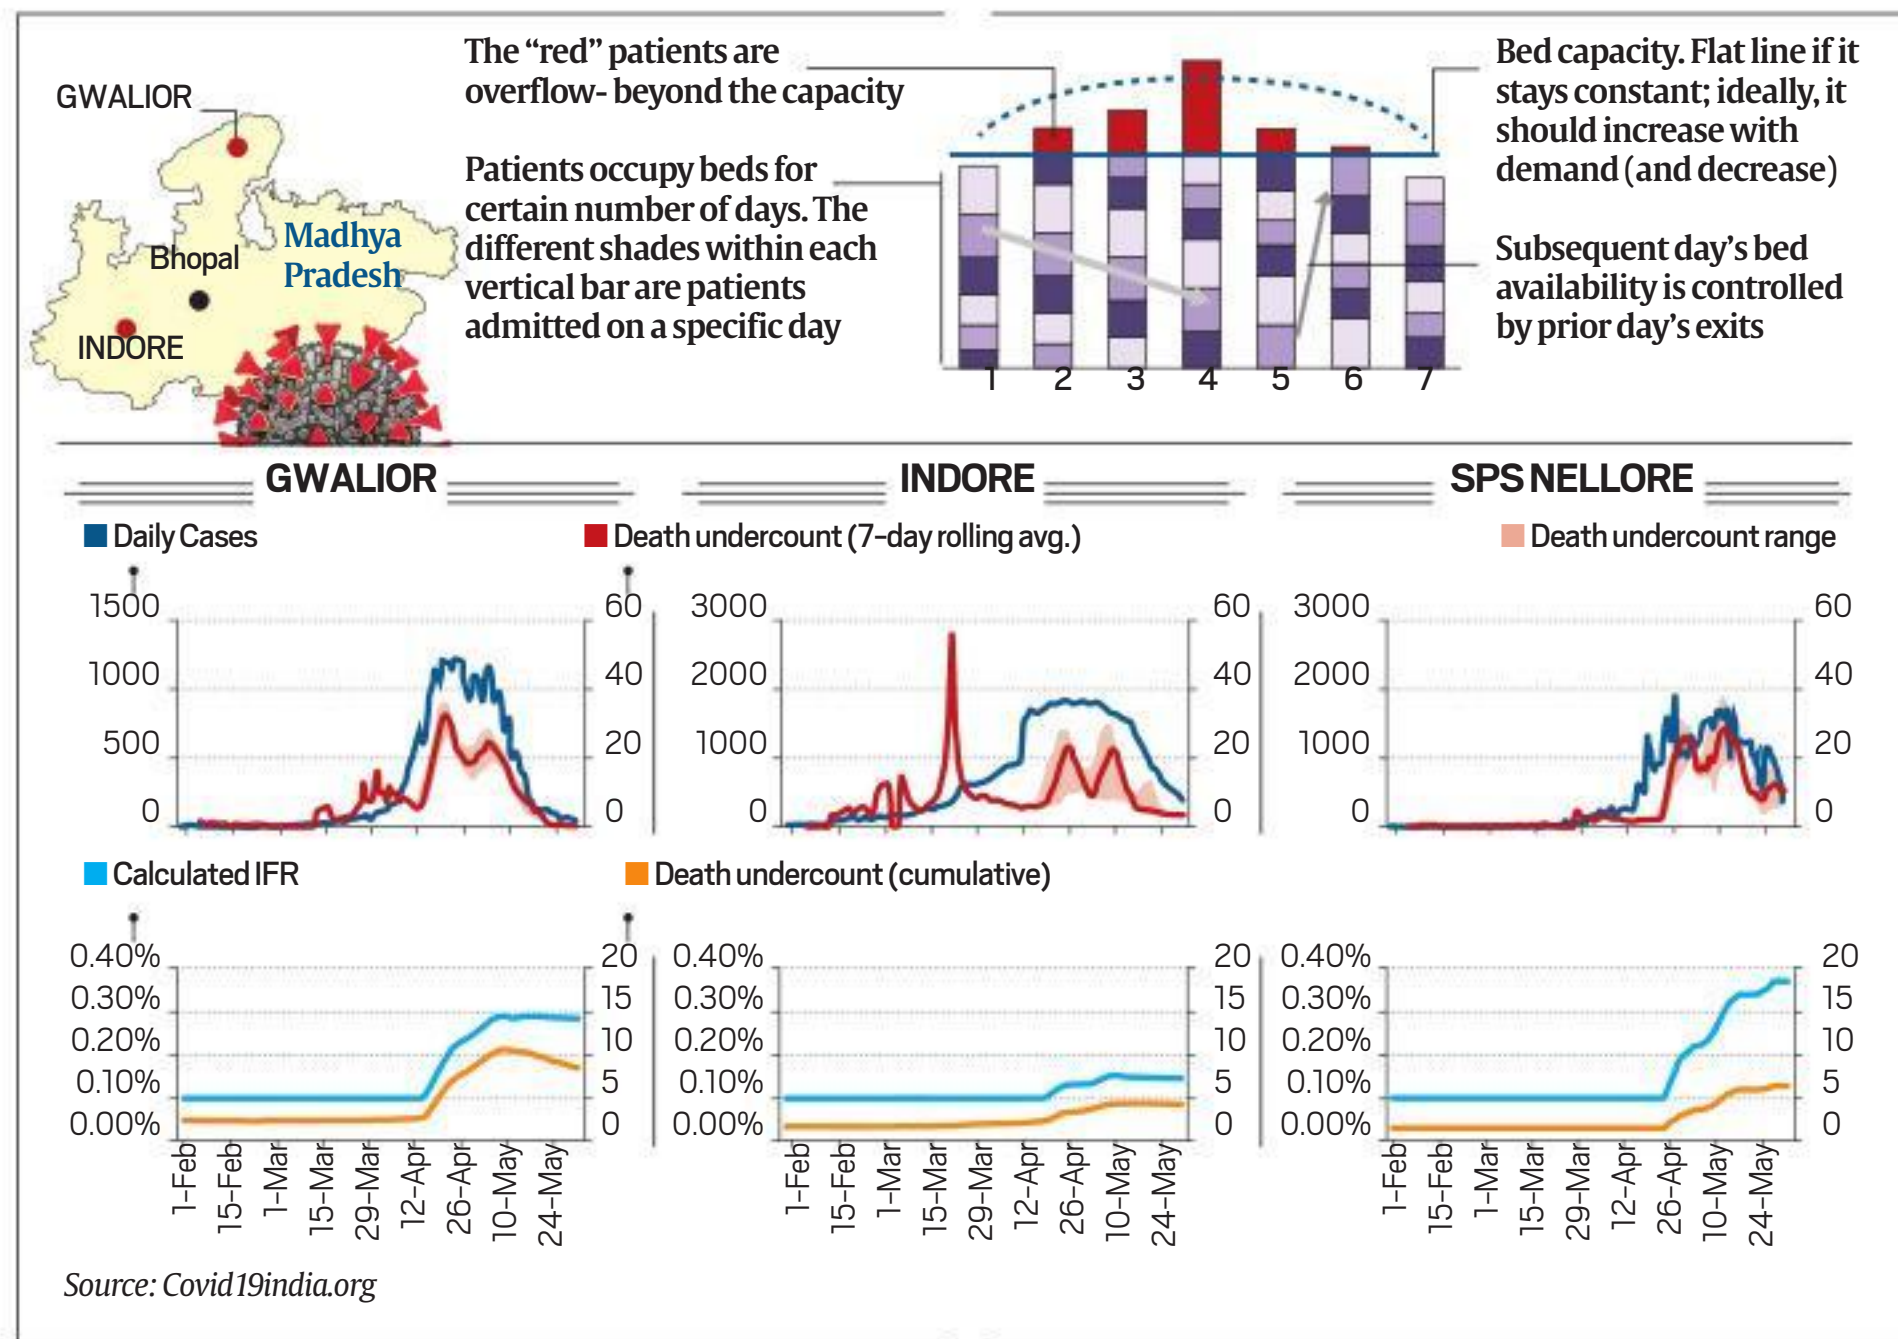 GWALIOR
Bhopal
Madhya
Pradesh
INDORE
The “red” patients are
overflow- beyond the capacity
Patients occupy beds for
certain number of days. The
different shades within each
vertical bar are patients
admitted on a specific day
1 2 3 4 5 6 7
Bed capacity. Flat line if it
stays constant; ideally, it
should increase with
demand (and decrease)
Subsequent day’s bed
availability is controlled
by prior day’s exits
GWALIOR
INDORE
SPS NELLORE
Daily Cases
Death undercount (7-day rolling avg.)
Death undercount range
1500
1000
500
0
60
40
20
0
3000
2000
1000
0
60
40
20
0
3000
2000
1000
0
60
40
20
0
Calculated IFR
Death undercount (cumulative)
0.40%
0.30%
0.20%
0.10%
0.00%
20
15
10
5
0
1-Feb
15-Feb
1-Mar
15-Mar
29-Mar
12-Apr
26-Apr
10-May
24-May
0.40%
0.30%
0.20%
0.10%
0.00%
20
15
10
5
0
1-Feb
15-Feb
1-Mar
15-Mar
29-Mar
12-Apr
26-Apr
10-May
24-May
0.40%
0.30%
0.20%
0.10%
0.00%
20
15
10
5
0
1-Feb
15-Feb
1-Mar
15-Mar
29-Mar
12-Apr
26-Apr
10-May
24-May
Source: Covid19india.org